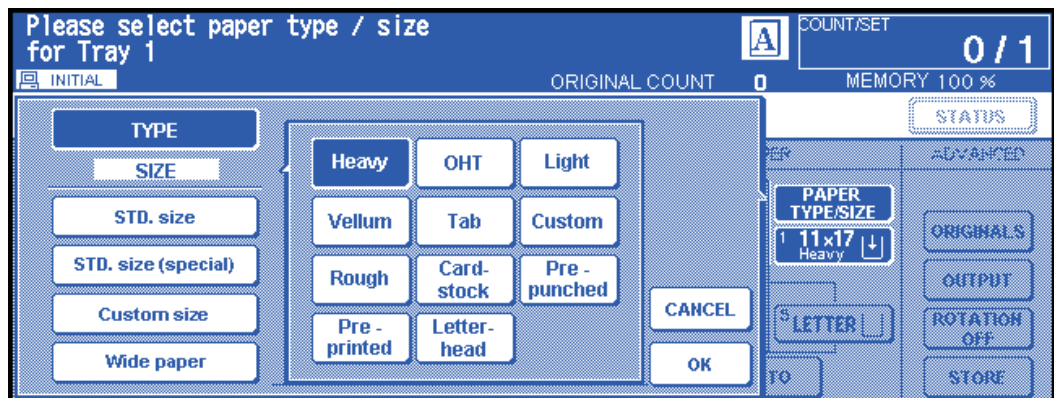 Please select paper type / size
for Tray 1
INITIAL
ORIGINAL COUNT 0
COUNT/SET
0 / 1
MEMORY 100 %
A
STATUS
TYPE
SIZE
STD. size
STD. size (special)
Custom size
Wide paper
Heavy
OHT
Light
Vellum
Tab
Custom
Rough
Card-
stock
Pre -
punched
Pre -
printed
Letter-
head
CANCEL
OK
PAPER
TYPE/SIZE
1 11x17
Heavy
5 LETTER
TO
ADVANCED
ORIGINALS
OUTPUT
ROTATION
OFF
STORE